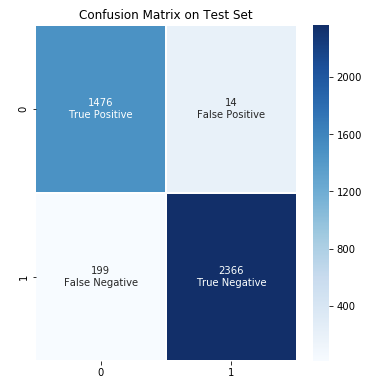 Confusion Matrix on Test Set
0
1476
True Positive
14
False Positive
1
199
False Negative
2366
True Negative
0
1
2000
1600
1200
800
400